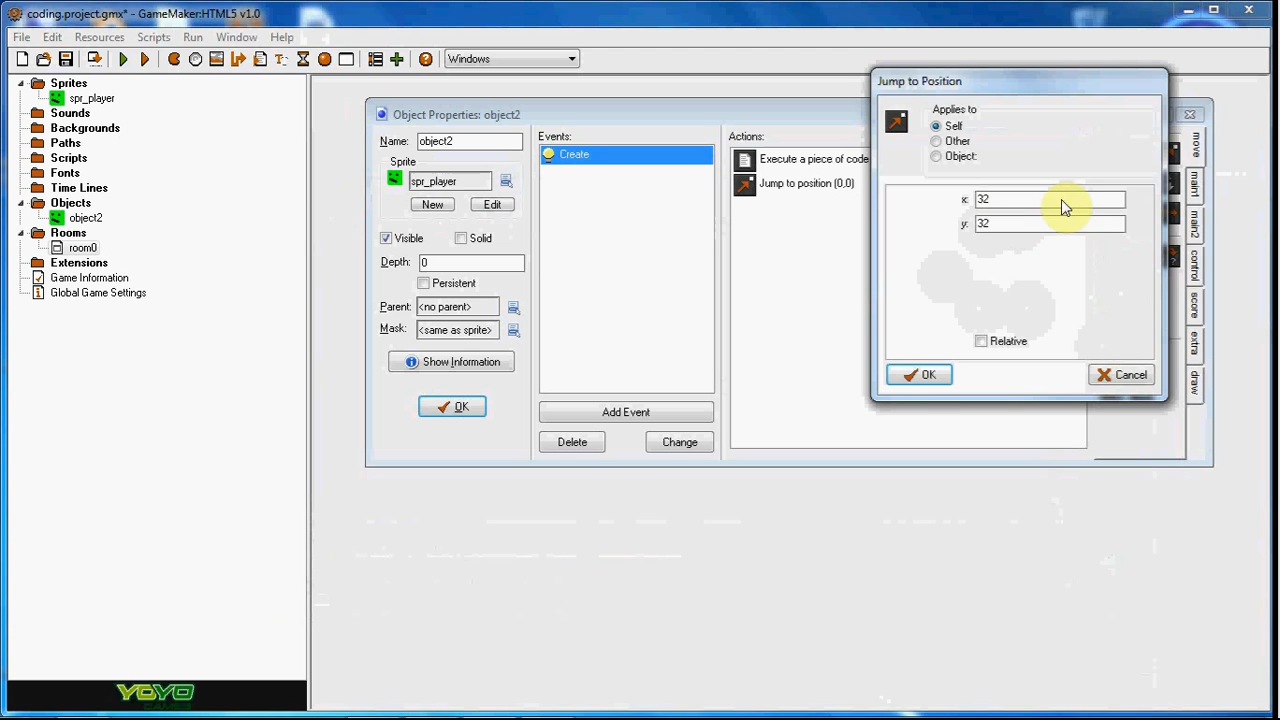 coding.project.gmx* - GameMaker:HTML5 v1.0
File Edit Resources Scripts Run Window Help
Windows
Sprites
spr_player
Sounds
Backgrounds
Paths
Scripts
Fonts
Time Lines
Objects
object2
Rooms
room0
Extensions
Game Information
Global Game Settings
YOYO
GAMES
Object Properties: object2
Name: object2
Sprite
spr_player
New Edit
Visible Solid
Depth: 0
Persistent
Parent: <no parent>
Mask: <same as sprite>
Show Information
OK
Events:
Create
Add Event
Delete Change
Actions:
Execute a piece of code
Jump to position (0,0)
move
main1
main2
control
score
extra
draw
Jump to Position
Applies to
Self
Other
Object:
x: 32
y: 32
Relative
OK Cancel